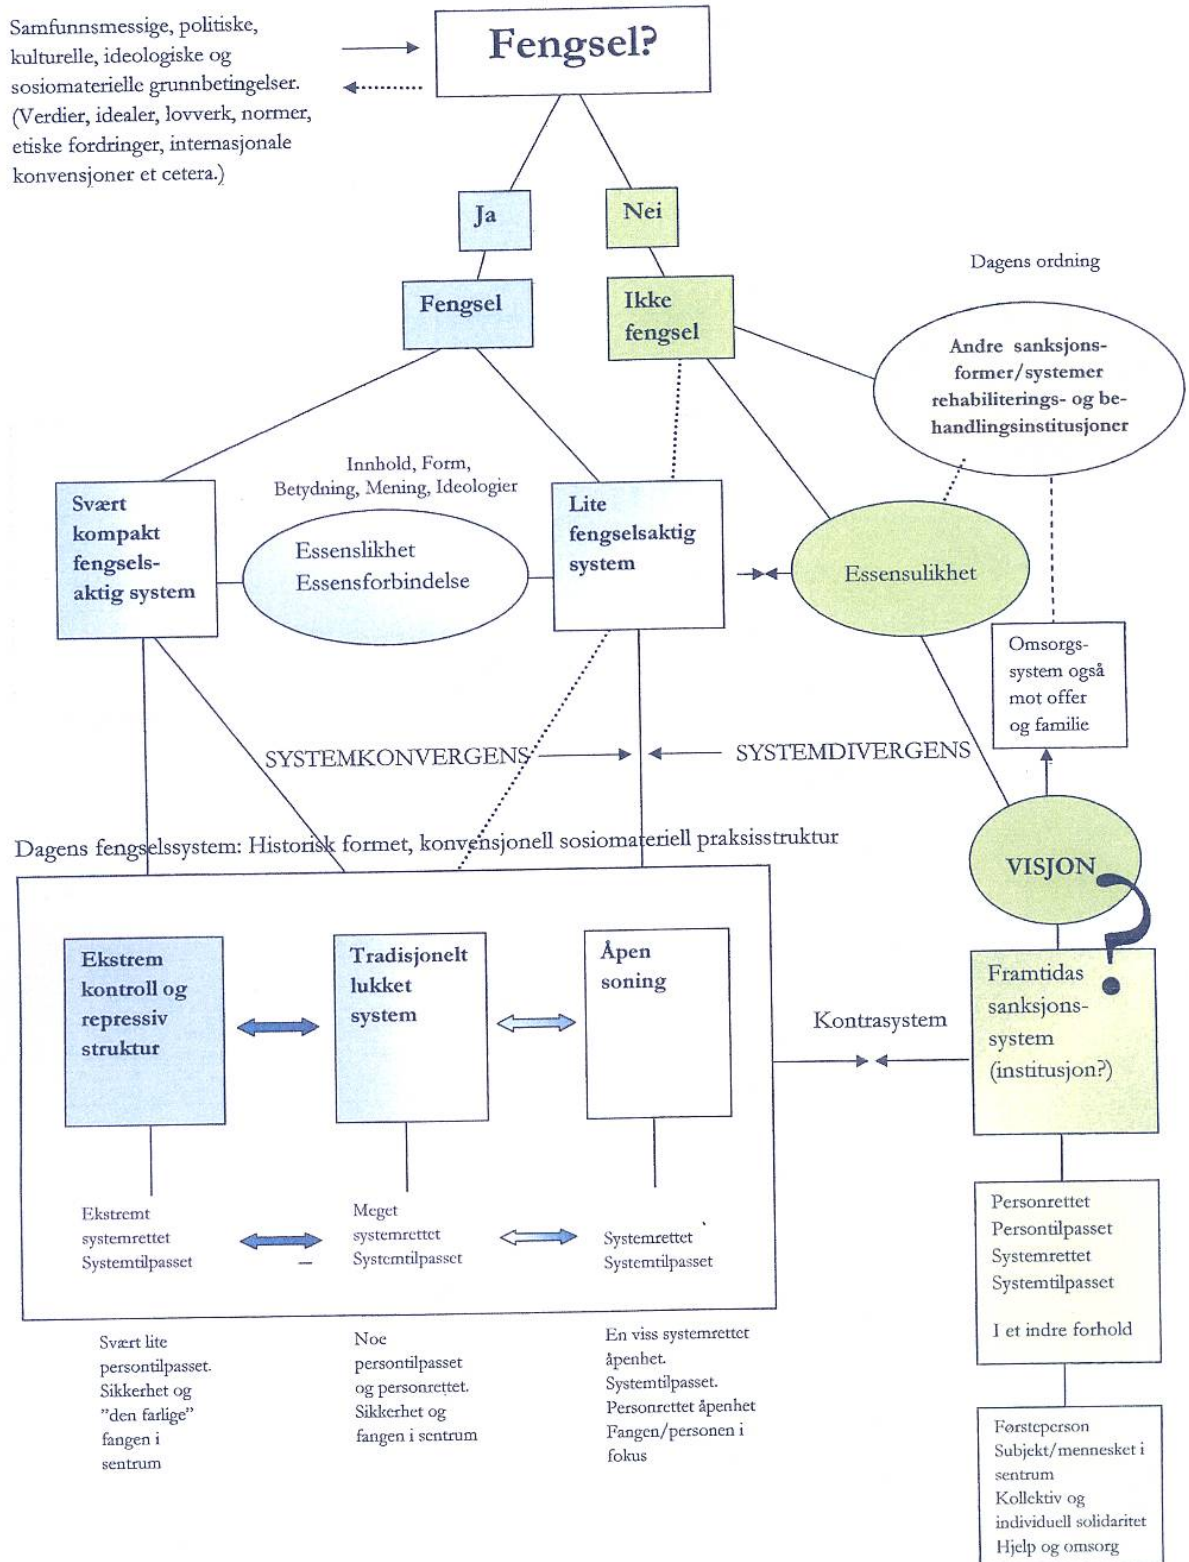 Samfunnsmessige, politiske,
kulturelle, ideologiske og
sosiomaterielle grunnbetingelser.
(Verdier, idealer, lovverk, normer,
etiske fordringer, internasjonale
konvensjoner et cetera.)
Fengsel?
Ja
Nei
Fengsel
Ikke
fengsel
Dagens ordning
Andre sanksjons-
former/systemer
rehabiliterings- og be-
handlingsinstitusjoner
Innhold, Form,
Betydning, Mening, Ideologier
Svært
kompakt
fengsels-
aktig system
Essenslikhet
Essensforbindelse
Lite
fengselsaktig
system
Essensulikhet
Omsorgs-
system også
mot offer
og familie
SYSTEMKONVERGENS
SYSTEMDIVERGENS
Dagens fengselssystem: Historisk formet, konvensjonell sosiomateriell praksisstruktur
VISJON
?
Ekstrem
kontroll og
repressiv
struktur
Tradisjonelt
lukket
system
Åpen
soning
Kontrasystem
Framtidas
sanksjons-
system
(institusjon?)
Ekstremt
systemrettet
Systemtilpasset
Meget
systemrettet
Systemtilpasset
Systemrettet
Systemtilpasset
Personrettet
Persontilpasset
Systemrettet
Systemtilpasset
I et indre forhold
Svært lite
persontilpasset.
Sikkerhet og
"den farlige"
fangen i
sentrum
Noe
persontilpasset
og personrettet.
Sikkerhet og
fangen i sentrum
En viss systemrettet
åpenhet.
Systemtilpasset.
Personrettet åpenhet
Fangen/personen i
fokus
Førsteperson
Subjekt/mennesket i
sentrum
Kollektiv og
individuell solidaritet
Hjelp og omsorg